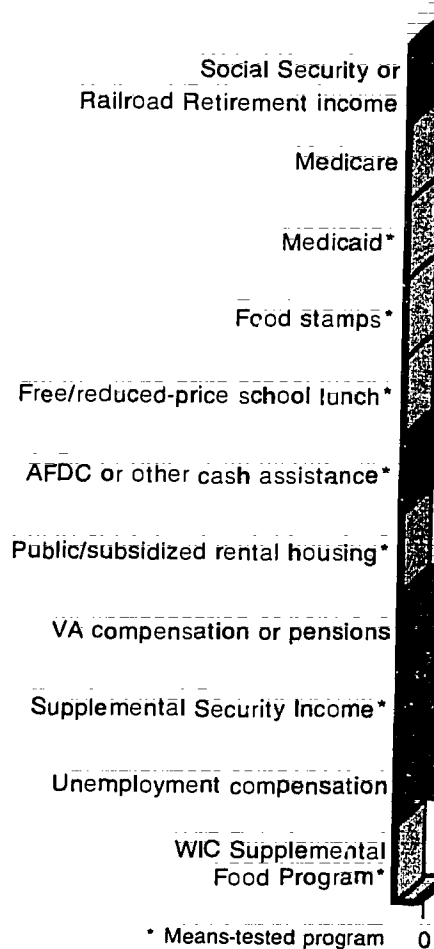 Social Security or
Railroad Retirement income
Medicare
Medicaid*
Food stamps*
Free/reduced-price school lunch*
AFDC or other cash assistance*
Public/subsidized rental housing*
VA compensation or pensions
Supplemental Security Income*
Unemployment compensation
WIC Supplemental
Food Program*
* Means-tested program 0